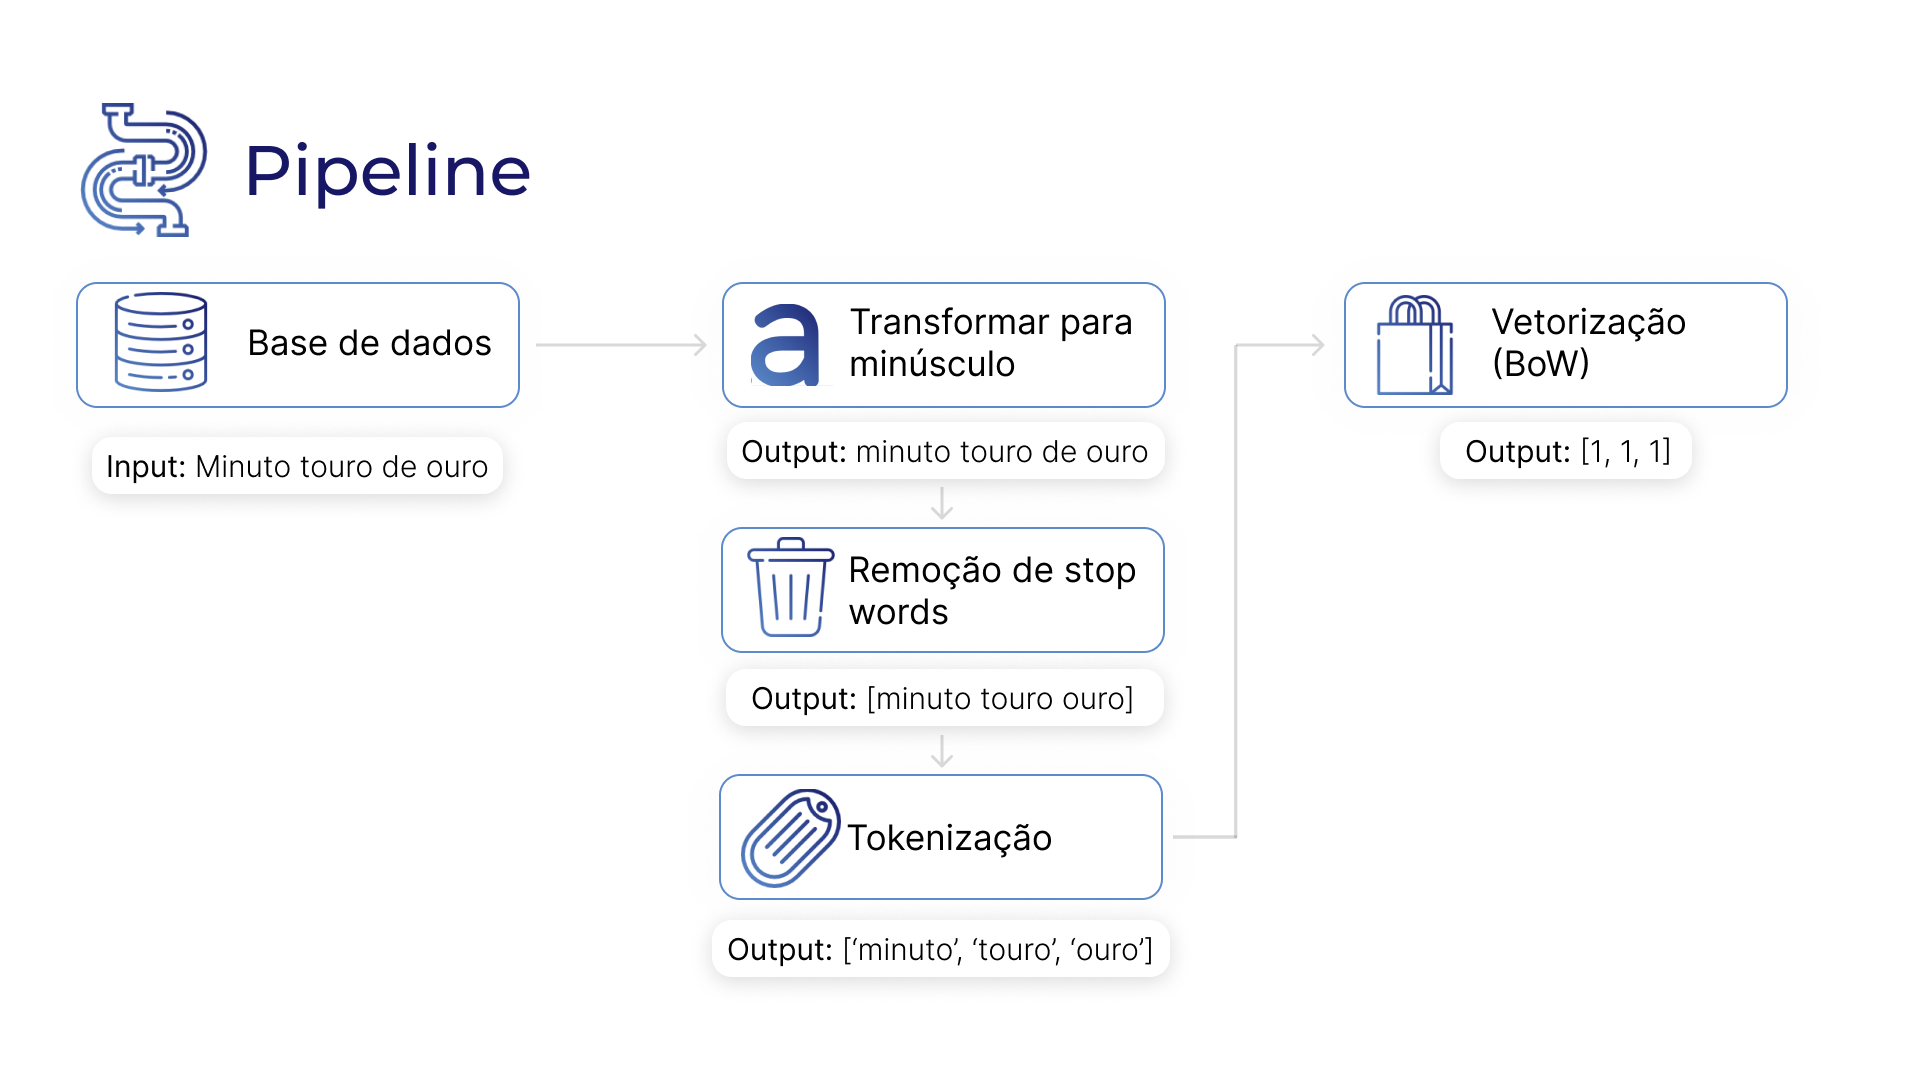 Pipeline
Base de dados
Input: Minuto touro de ouro
Transformar para
minúsculo
Output: minuto touro de ouro
Remoção de stop
words
Output: [minuto touro ouro]
Tokenização
Output: [‘minuto’, ‘touro’, ‘ouro’]
Vetorização
(BoW)
Output: [1, 1, 1]